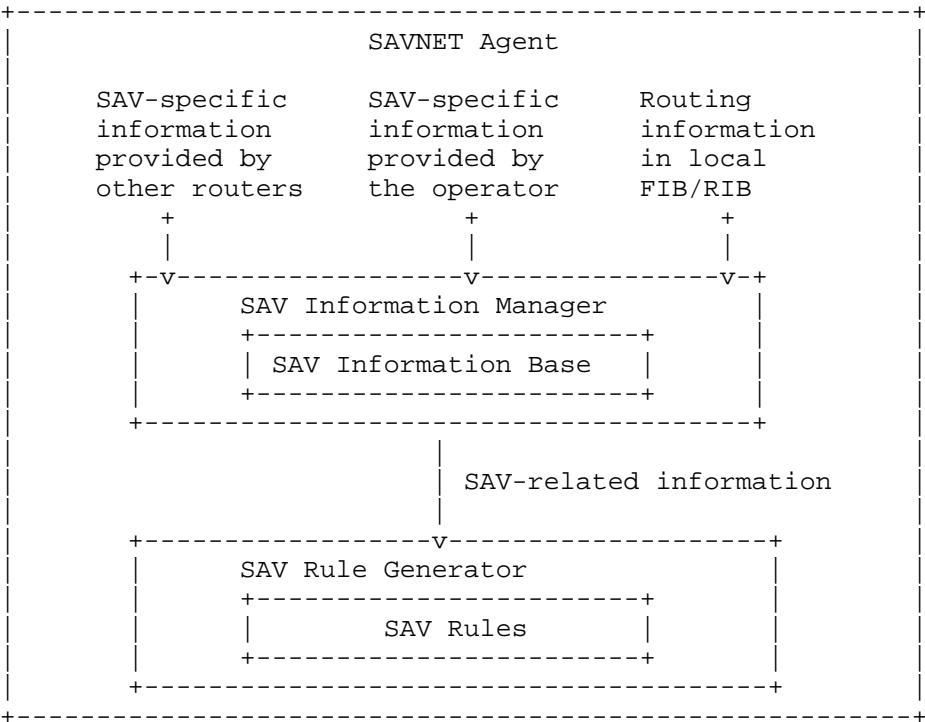 SAVNET Agent
SAV-specific SAV-specific Routing
information information information
provided by provided by in local
other routers the operator FIB/RIB
SAV Information Manager
SAV Information Base
SAV-related information
SAV Rule Generator
SAV Rules